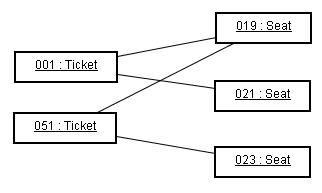 019 : Seat
001 : Ticket
021 : Seat
051 : Ticket
023 : Seat